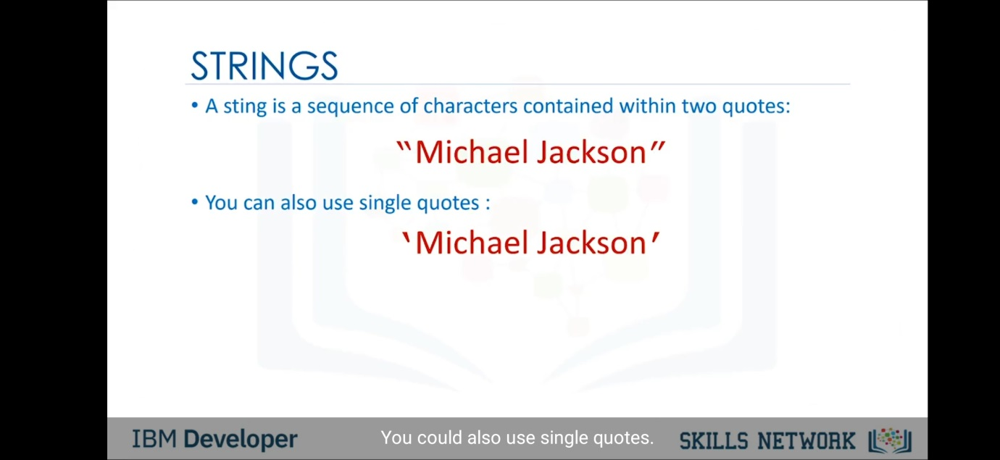 STRINGS
• A sting is a sequence of characters contained within two quotes:
‶Michael Jackson″
• You can also use single quotes :
‵Michael Jackson′
IBM Developer
You could also use single quotes.
SKILLS NETWORK